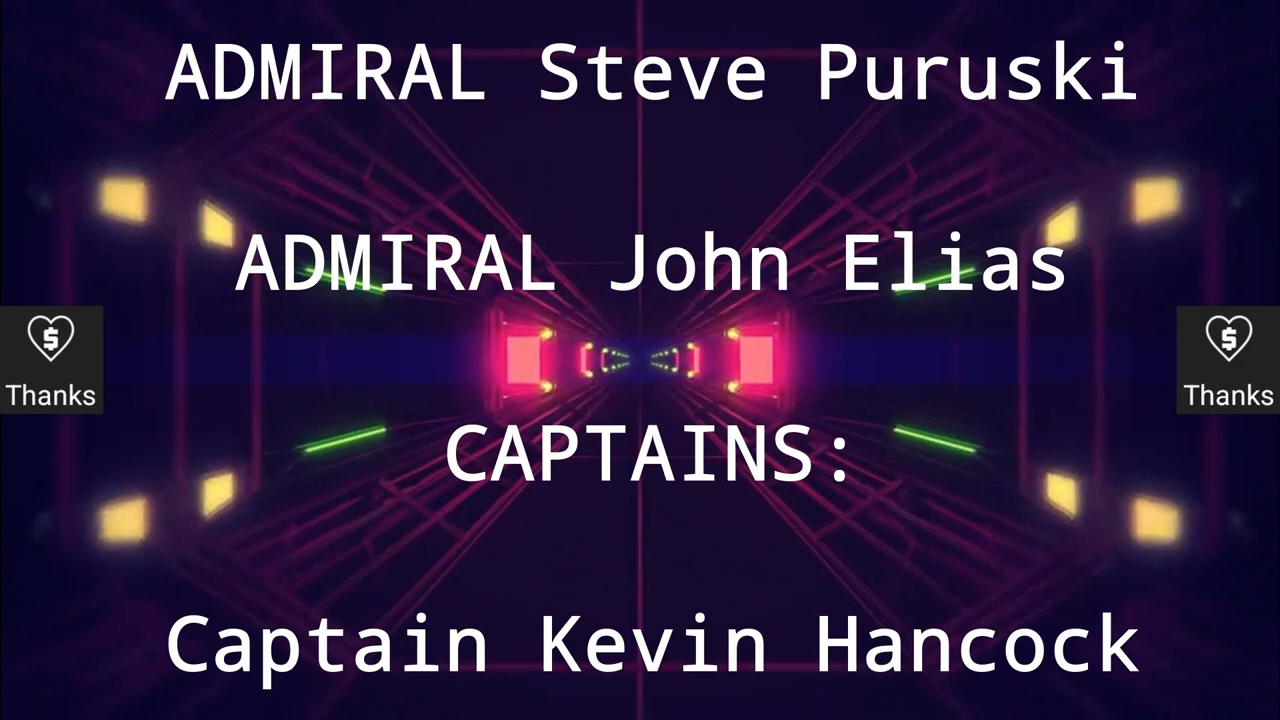 ADMIRAL Steve Puruski
ADMIRAL John Elias
$ $
Thanks Thanks
CAPTAINS:
Captain Kevin Hancock